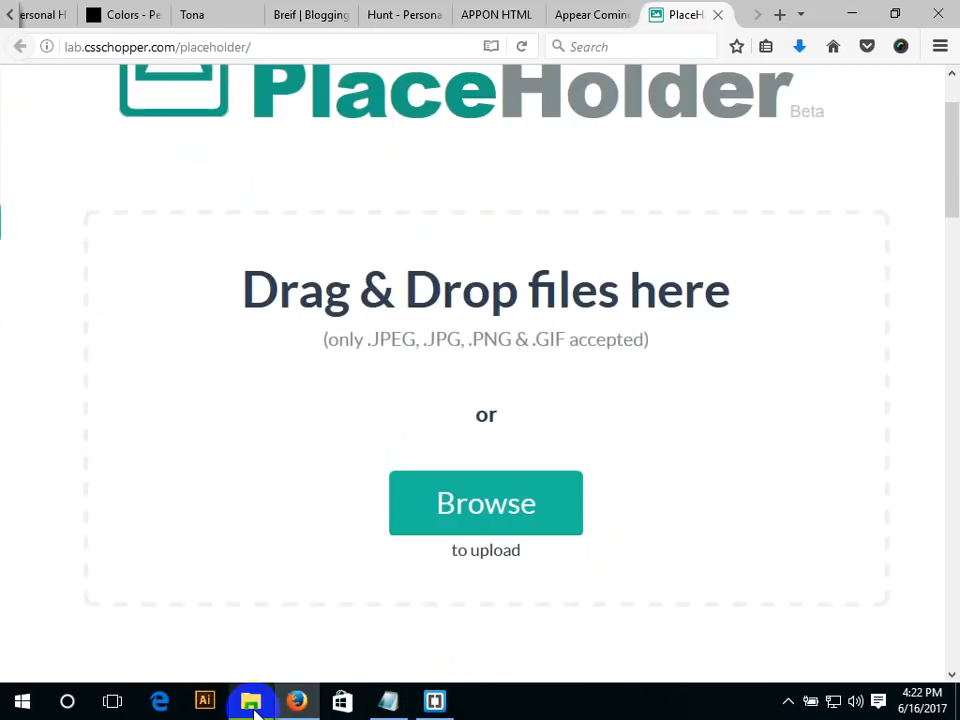 ersonal H
Colors - Pe
Tona
Breif | Blogging
Hunt - Persona
APPON HTML
Appear Coming
PlaceH
lab.csschopper.com/placeholder/
Search
PlaceHolder
Beta
Drag & Drop files here
(only .JPEG, .JPG, .PNG & .GIF accepted)
or
Browse
to upload
Ai
4:22 PM
6/16/2017